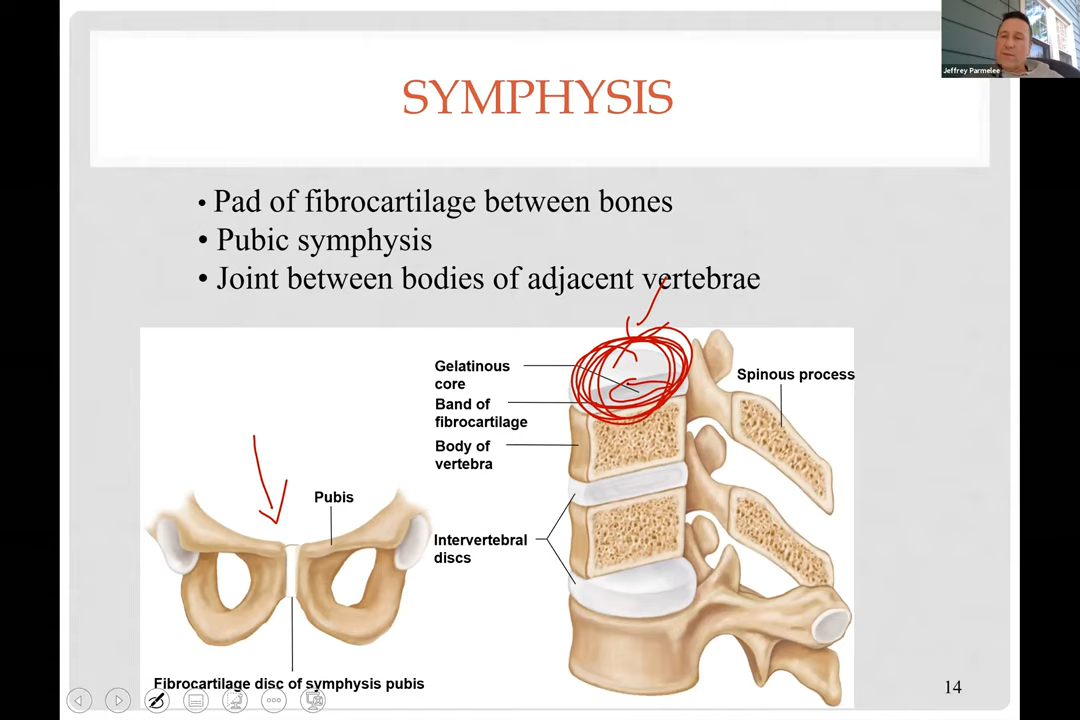 Jeffrey Parmelee
SYMPHYSIS
• Pad of fibrocartilage between bones
• Pubic symphysis
• Joint between bodies of adjacent vertebrae
Gelatinous
core
Band of
fibrocartilage
Body of
vertebra
Spinous process
Pubis
Intervertebral
discs
Fibrocartilage disc of symphysis pubis
14